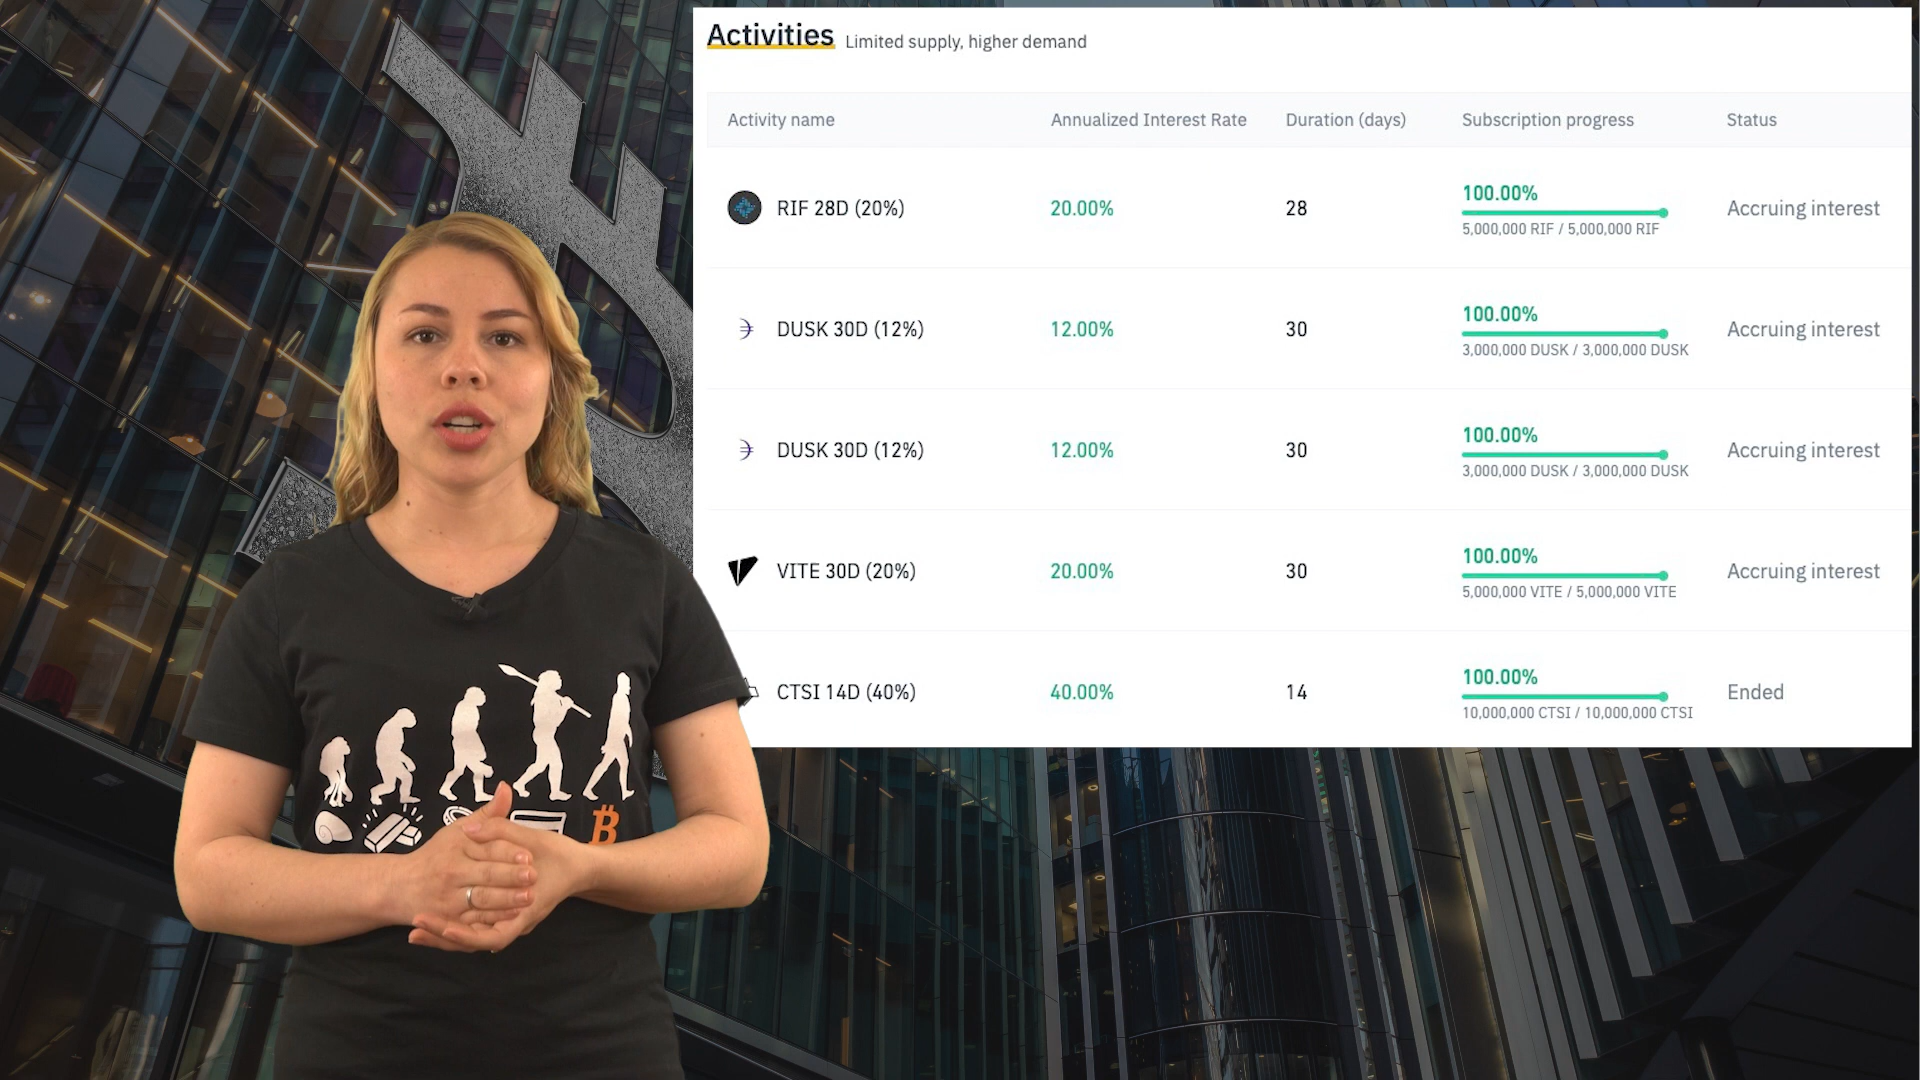 Activities Limited supply, higher demand
Activity name Annualized Interest Rate Duration (days) Subscription progress Status
RIF 28D (20%) 20.00% 28 100.00% 5,000,000 RIF / 5,000,000 RIF Accruing interest
DUSK 30D (12%) 12.00% 30 100.00% 3,000,000 DUSK / 3,000,000 DUSK Accruing interest
DUSK 30D (12%) 12.00% 30 100.00% 3,000,000 DUSK / 3,000,000 DUSK Accruing interest
VITE 30D (20%) 20.00% 30 100.00% 5,000,000 VITE / 5,000,000 VITE Accruing interest
CTSI 14D (40%) 40.00% 14 100.00% 10,000,000 CTSI / 10,000,000 CTSI Ended